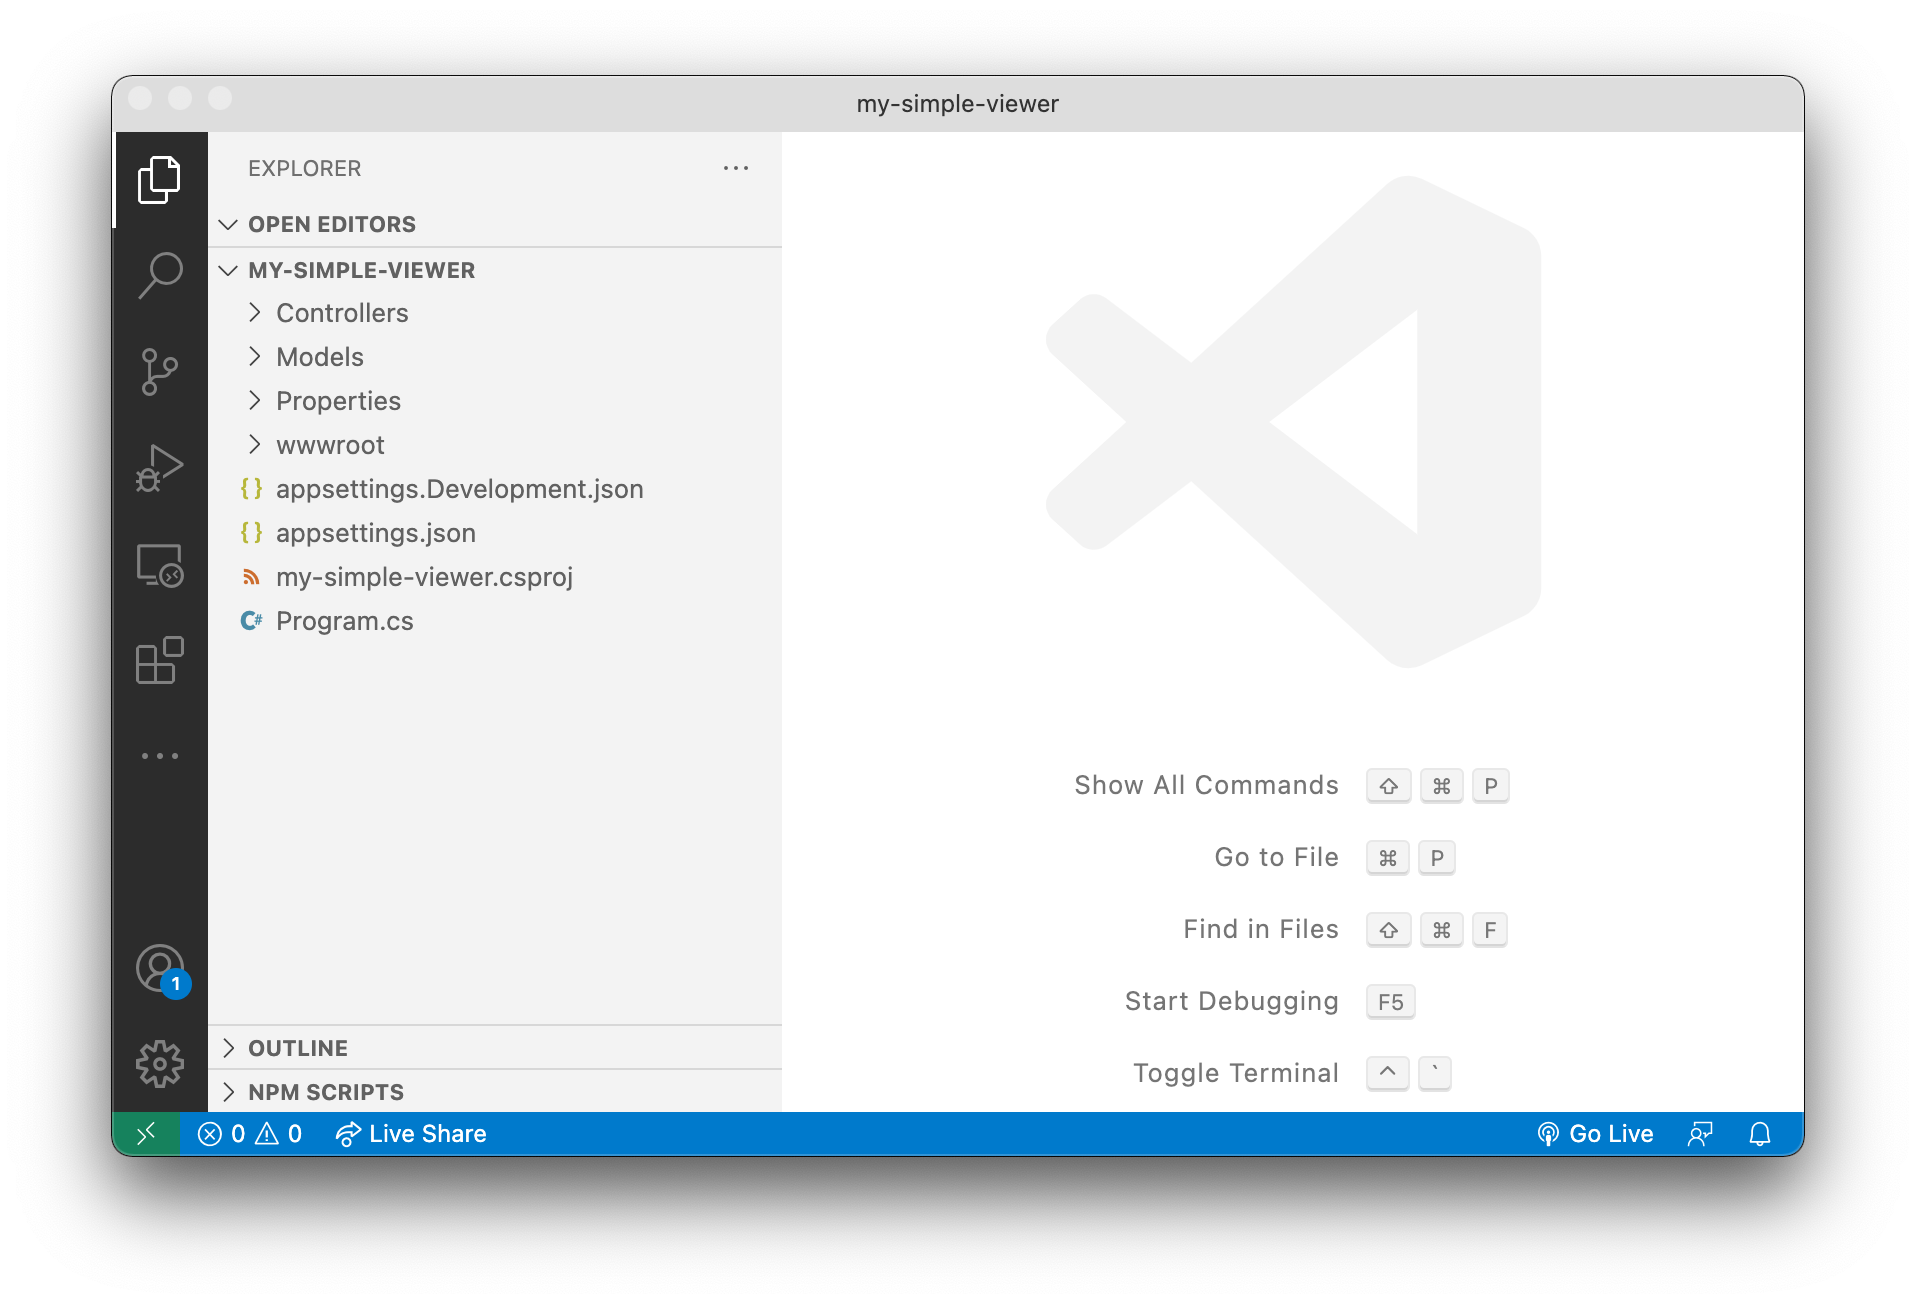 my-simple-viewer
EXPLORER
OPEN EDITORS
MY-SIMPLE-VIEWER
Controllers
Models
Properties
wwwroot
{} appsettings.Development.json
{} appsettings.json
my-simple-viewer.csproj
C# Program.cs
OUTLINE
NPM SCRIPTS
1
Show All Commands ⇧ ⌘ P
Go to File ⌘ P
Find in Files ⇧ ⌘ F
Start Debugging F5
Toggle Terminal ^ `
0 0 Live Share
Go Live